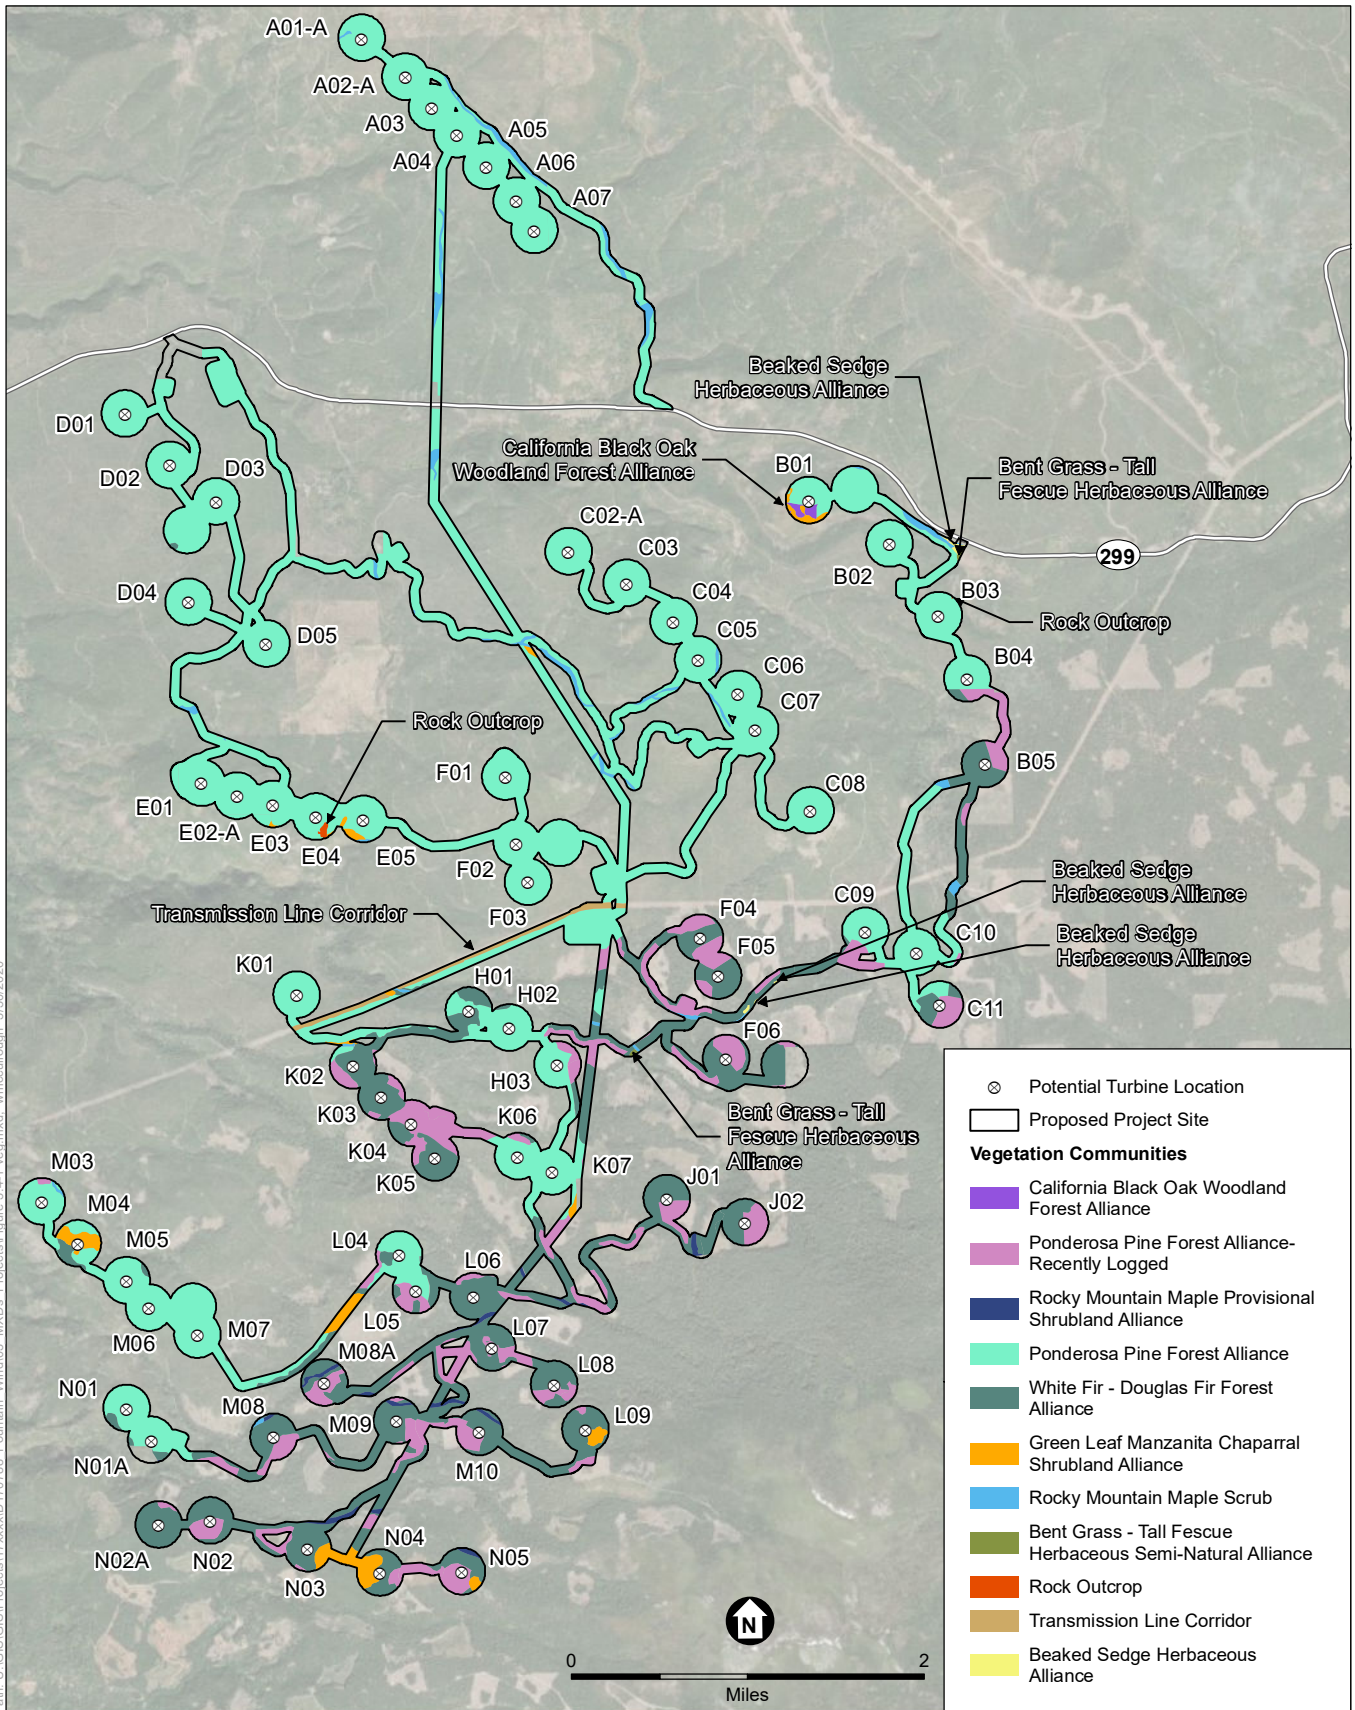 A01-A
A02-A
A03
A04
A05
A06
A07
Beaked Sedge
Herbaceous Alliance
California Black Oak
Woodland Forest Alliance
B01
Bent Grass - Tall
Fescue Herbaceous Alliance
299
D01
D02
D03
D04
D05
C02-A
C03
C04
C05
C06
C07
C08
B02
B03
Rock Outcrop
B04
B05
Rock Outcrop
E01
E02-A
E03
E04
E05
F01
F02
F03
Transmission Line Corridor
F04
F05
C09
C10
C11
Beaked Sedge
Herbaceous Alliance
Beaked Sedge
Herbaceous Alliance
K01
H01
H02
H03
F06
K02
K03
K04
K05
K06
K07
Bent Grass - Tall
Fescue Herbaceous
Alliance
J01
J02
M03
M04
M05
M06
M07
L04
L05
L06
L07
L08
L09
M08A
M08
M09
M10
N01
N01A
N02A
N02
N03
N04
N05
N
0
2
Miles
Potential Turbine Location
Proposed Project Site
Vegetation Communities
California Black Oak Woodland
Forest Alliance
Ponderosa Pine Forest Alliance-
Recently Logged
Rocky Mountain Maple Provisional
Shrubland Alliance
Ponderosa Pine Forest Alliance
White Fir - Douglas Fir Forest
Alliance
Green Leaf Manzanita Chaparral
Shrubland Alliance
Rocky Mountain Maple Scrub
Bent Grass - Tall Fescue
Herbaceous Semi-Natural Alliance
Rock Outcrop
Transmission Line Corridor
Beaked Sedge Herbaceous
Alliance